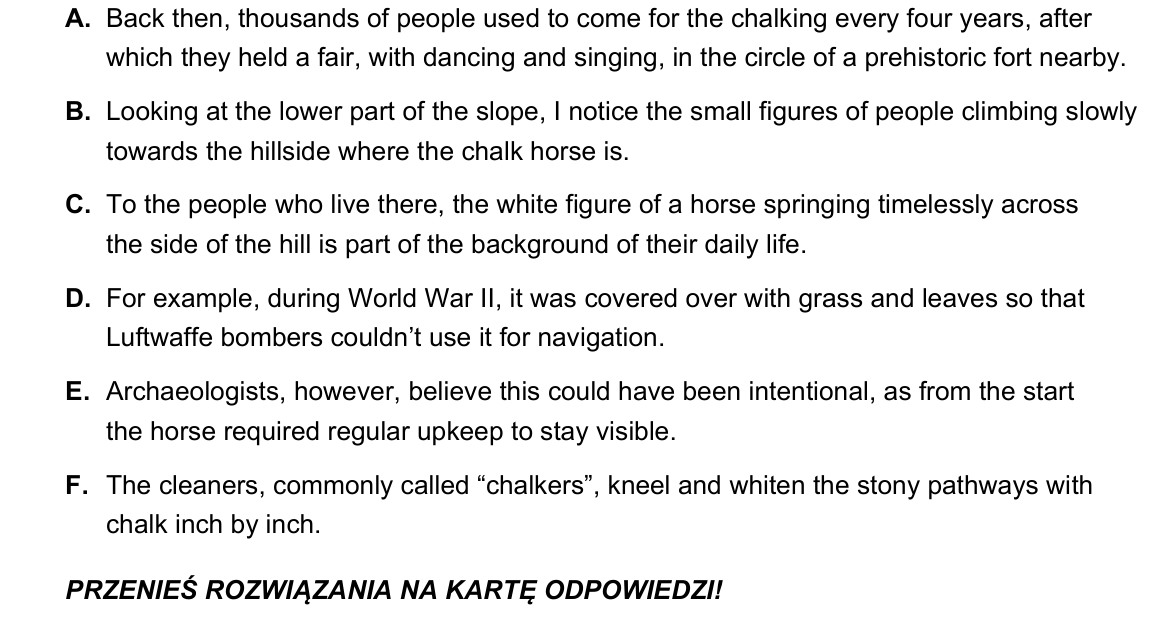 A. Back then, thousands of people used to come for the chalking every four years, after
which they held a fair, with dancing and singing, in the circle of a prehistoric fort nearby.
B. Looking at the lower part of the slope, I notice the small figures of people climbing slowly
towards the hillside where the chalk horse is.
C. To the people who live there, the white figure of a horse springing timelessly across
the side of the hill is part of the background of their daily life.
D. For example, during World War II, it was covered over with grass and leaves so that
Luftwaffe bombers couldn’t use it for navigation.
E. Archaeologists, however, believe this could have been intentional, as from the start
the horse required regular upkeep to stay visible.
F. The cleaners, commonly called “chalkers”, kneel and whiten the stony pathways with
chalk inch by inch.
PRZENIEŚ ROZWIĄZANIA NA KARTĘ ODPOWIEDZI!